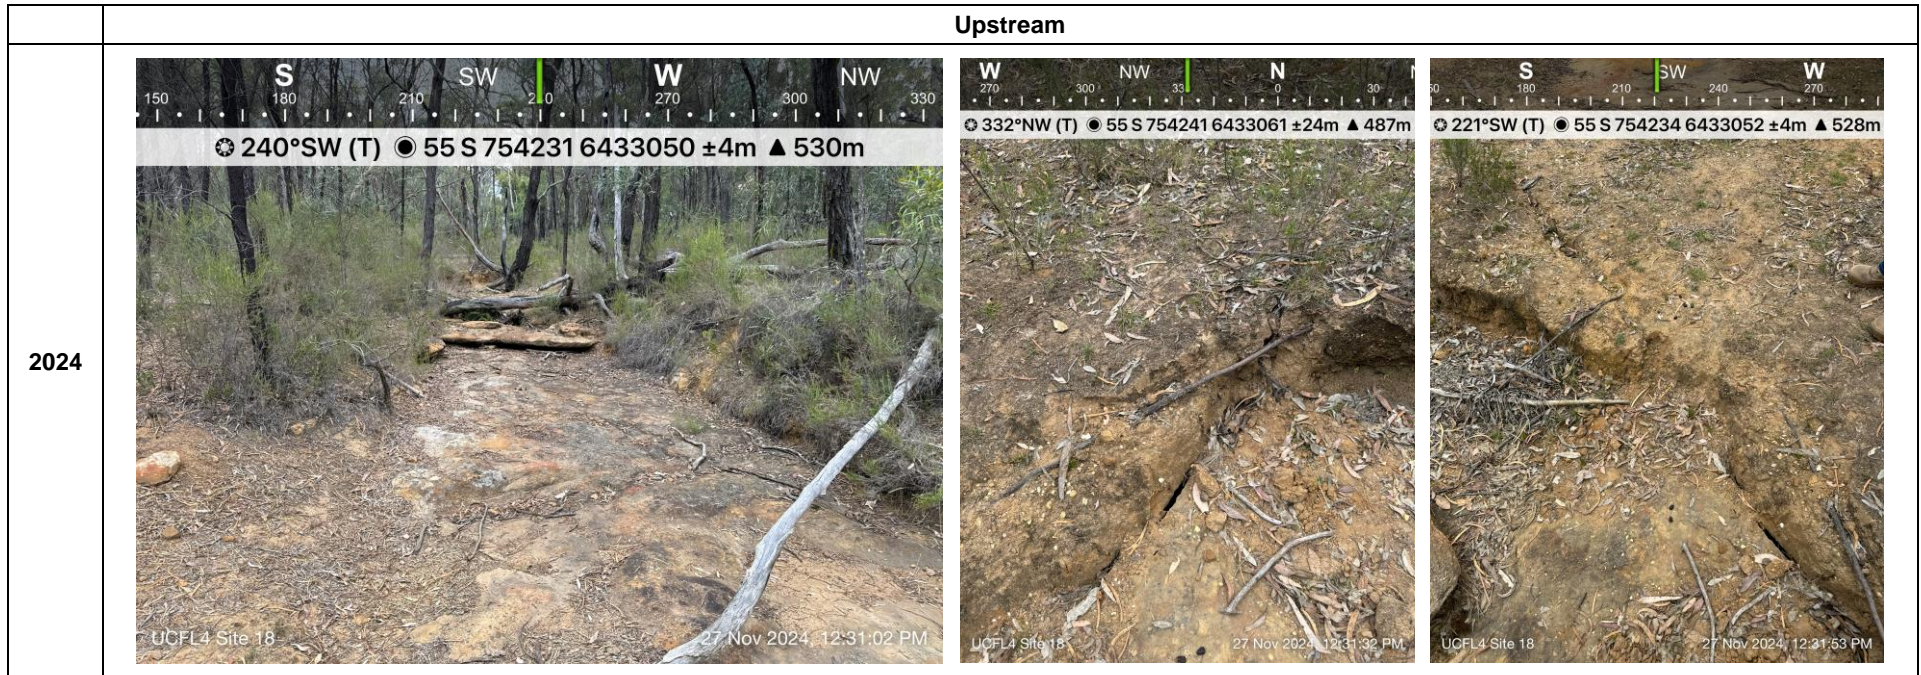 Upstream
2024
S SW W NW
150 180 210 240 270 300 330
240°SW (T) 55 S 754231 6433050 ±4m ▲ 530m
UCFL4 Site 18
27 Nov 2024, 12:31:02 PM
W NW N
270 300 0 30
332°NW (T) 55 S 754241 6433061 ±24m ▲ 487m
UCFL4 Site 18
27 Nov 2024, 12:31:32 PM
S SW W
180 210 240 270
221°SW (T) 55 S 754234 6433052 ±4m ▲ 528m
UCFL4 Site 18
27 Nov 2024, 12:31:53 PM